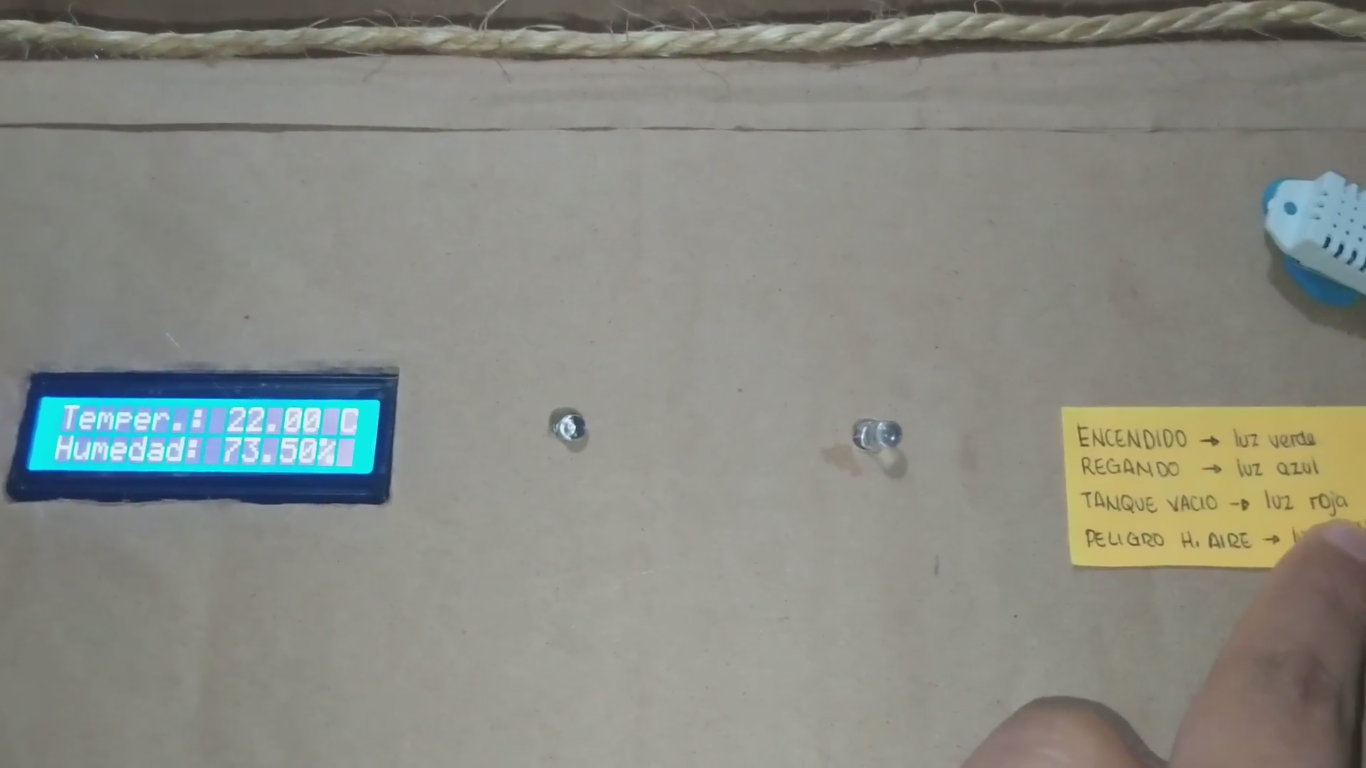 Temper.: 22.00 C
Humedad: 73.50%
ENCENDIDO → luz verde
REGANDO → luz azul
TANQUE VACIO → luz roja
PELIGRO H. AIRE →